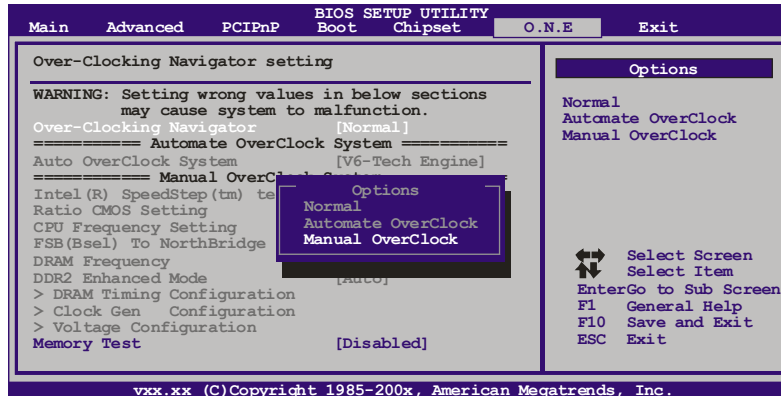 BIOS SETUP UTILITY
Main Advanced PCIPnP Boot Chipset O.N.E Exit
Over-Clocking Navigator setting
WARNING: Setting wrong values in below sections
may cause system to malfunction.
Over-Clocking Navigator [Normal]
=========== Automate OverClock System ===========
Auto OverClock System [V6-Tech Engine]
============ Manual OverCl
Intel(R) SpeedStep(tm) te
Ratio CMOS Setting
CPU Frequency Setting
FSB(Bsel) To NorthBridge
DRAM Frequency
DDR2 Enhanced Mode [Auto]
> DRAM Timing Configuration
> Clock Gen Configuration
> Voltage Configuration
Memory Test [Disabled]
Options
Normal
Automate OverClock
Manual OverClock
Options
Normal
Automate OverClock
Manual OverClock
Select Screen
Select Item
EnterGo to Sub Screen
F1 General Help
F10 Save and Exit
ESC Exit
vxx.xx (C)Copyright 1985-200x, American Megatrends, Inc.